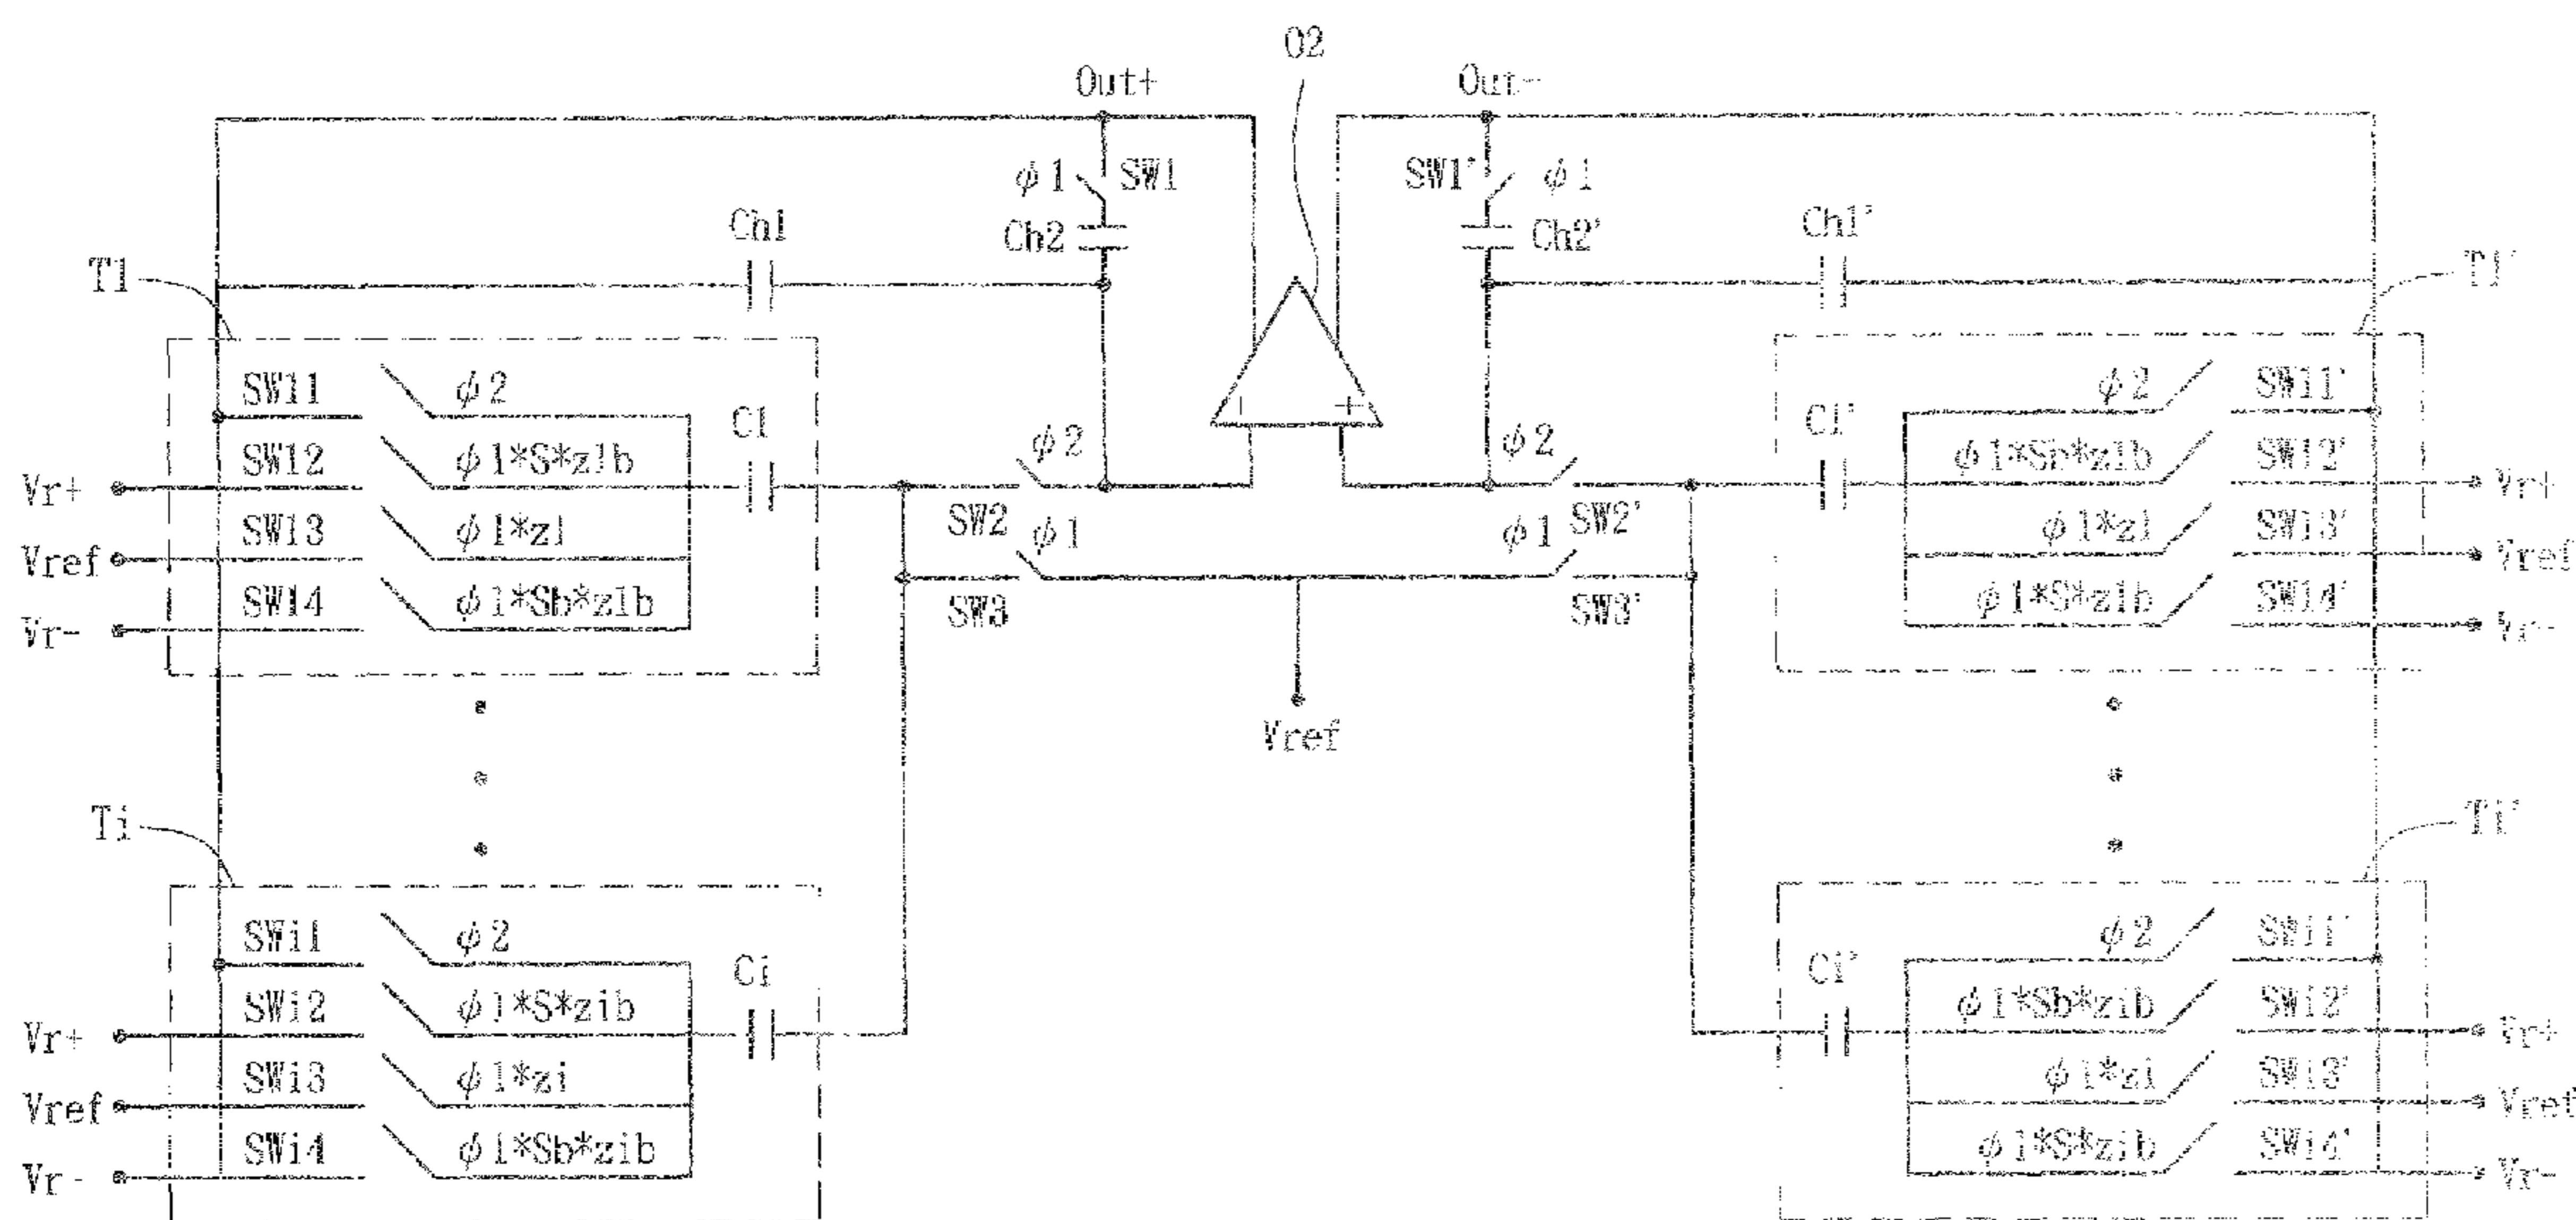 O2
Out+
Out-
φ1
SW1
SW1'
φ1
Ch1
Ch2
Ch2'
Ch1'
T1
T1'
SW11
φ2
φ2
SW11'
C1
C1'
SW12
φ1*S*z1b
φ2
φ2
φ1*Sb*z1b
SW12'
Vr+
Vr+
SW13
φ1*z1
SW2
φ1
φ1
SW2'
φ1*z1
SW13'
Vref
Vref
SW14
φ1*Sb*z1b
SW3
SW3'
φ1*S*z1b
SW14'
Vr-
Vr-
Vref
Ti
Ti'
SWi1
φ2
φ2
SWi1'
Ci
Ci'
SWi2
φ1*S*zib
φ1*Sb*zib
SWi2'
Vr+
Vr+
SWi3
φ1*zi
φ1*zi
SWi3'
Vref
Vref
SWi4
φ1*Sb*zib
φ1*S*zib
SWi4'
Vr-
Vr-